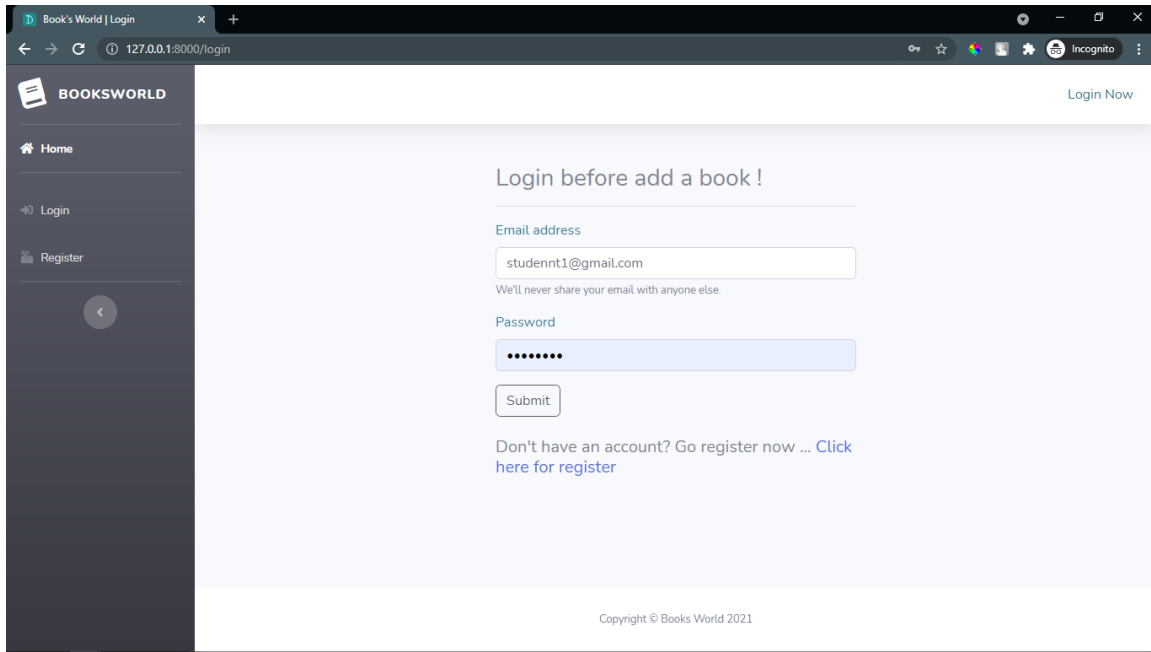 Book's World | Login
127.0.0.1:8000/login
Incognito
BOOKSWORLD
Login Now
Home
Login
Register
Login before add a book !
Email address
studennt1@gmail.com
We'll never share your email with anyone else.
Password
••••••••
Submit
Don't have an account? Go register now ... Click
here for register
Copyright © Books World 2021